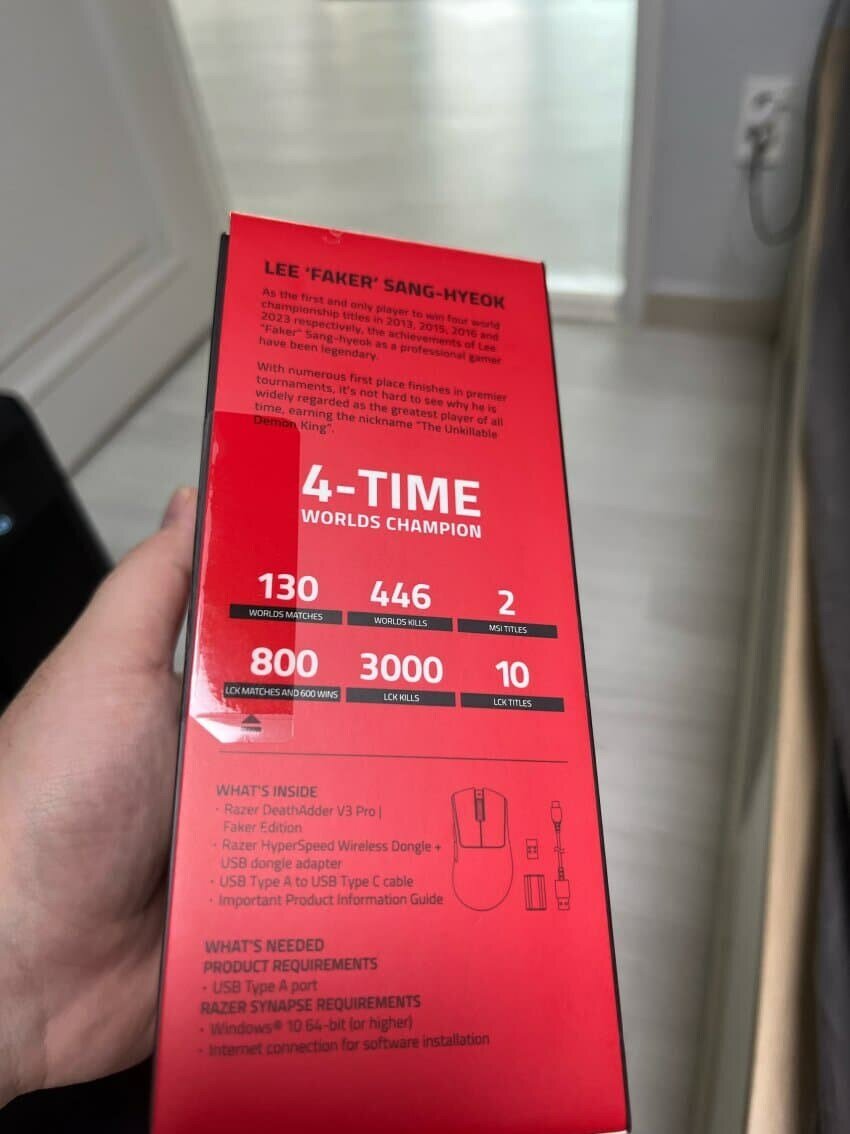 LEE 'FAKER' SANG-HYEOK
As the first and only player to win four world
championship titles in 2013, 2015, 2016 and
2023 respectively, the achievements of Lee
"Faker" Sang-hyeok as a professional gamer
have been legendary.
With numerous first place finishes in premier
tournaments, it's not hard to see why he is
widely regarded as the greatest player of all
time, earning the nickname "The Unkillable
Demon King".
4-TIME
WORLDS CHAMPION
130
WORLDS MATCHES
446
WORLDS KILLS
2
MSI TITLES
800
LCK MATCHES AND 600 WINS
3000
LCK KILLS
10
LCK TITLES
WHAT'S INSIDE
· Razer DeathAdder V3 Pro |
Faker Edition
· Razer HyperSpeed Wireless Dongle +
USB dongle adapter
· USB Type A to USB Type C cable
· Important Product Information Guide
WHAT'S NEEDED
PRODUCT REQUIREMENTS
· USB Type A port
RAZER SYNAPSE REQUIREMENTS
· Windows® 10 64-bit (or higher)
· Internet connection for software installation